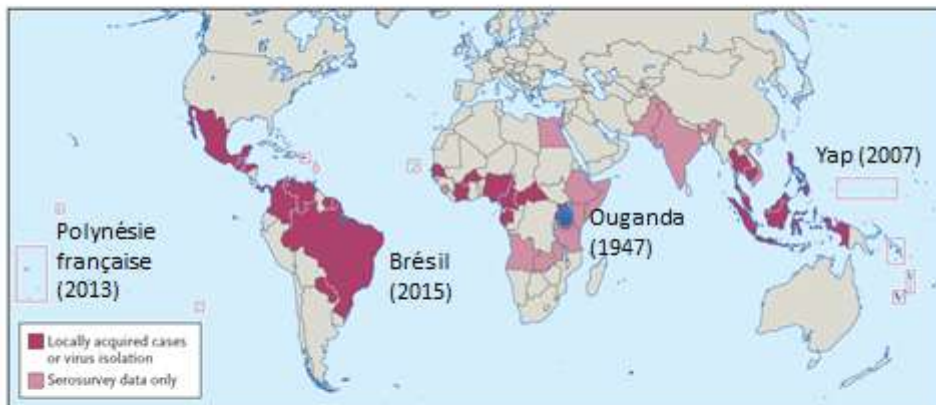 Yap (2007)
Ouganda
(1947)
Polynésie
française
(2013)
Brésil
(2015)
Locally acquired cases
or virus isolation
Serosurvey data only